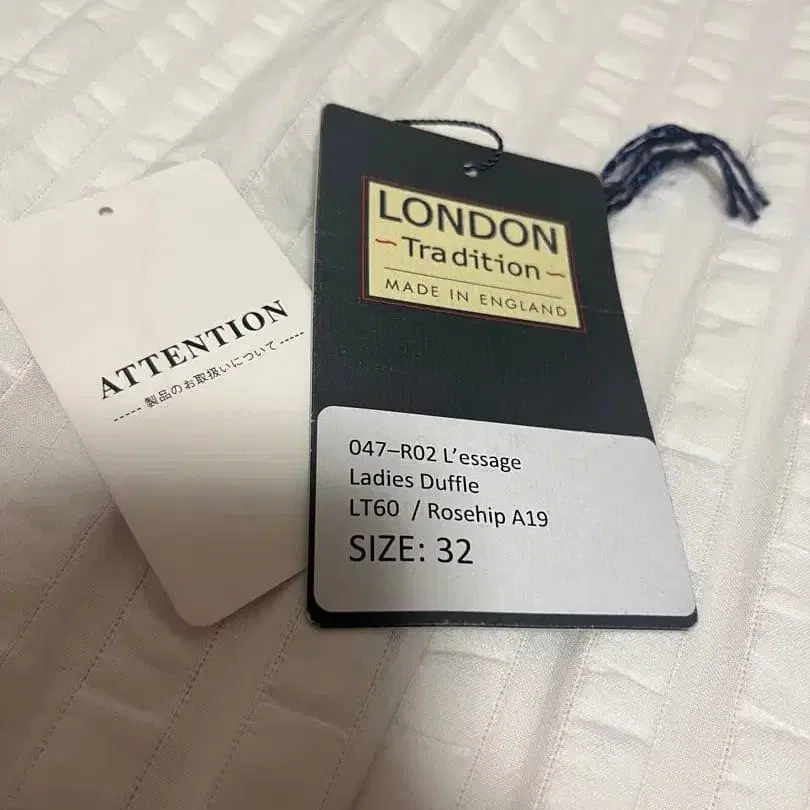 ATTENTION
----- 製品のお取扱いについて -----
LONDON
~Tradition~
MADE IN ENGLAND
047–R02 L’essage
Ladies Duffle
LT60 / Rosehip A19
SIZE: 32